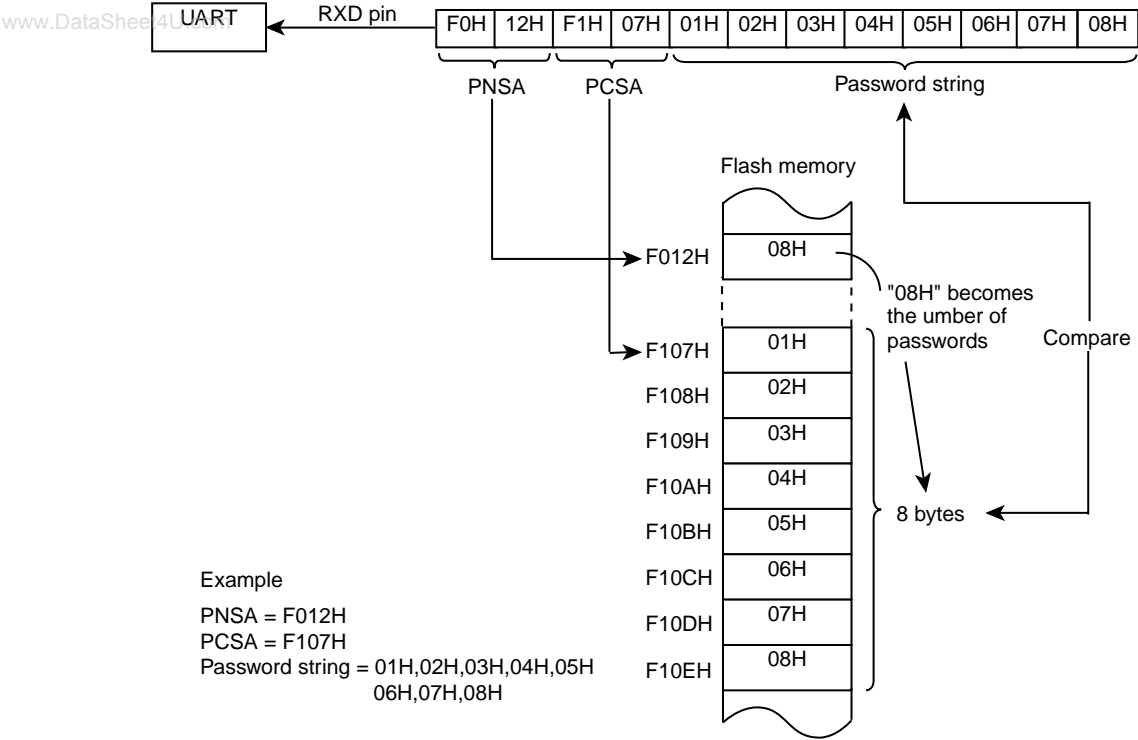 www.DataSheet4U.com
UART
RXD pin
F0H 12H F1H 07H 01H 02H 03H 04H 05H 06H 07H 08H
PNSA PCSA Password string
Flash memory
F012H 08H
"08H" becomes
the umber of
passwords
Compare
F107H 01H
F108H 02H
F109H 03H
F10AH 04H
F10BH 05H
8 bytes
F10CH 06H
F10DH 07H
F10EH 08H
Example
PNSA = F012H
PCSA = F107H
Password string = 01H,02H,03H,04H,05H
06H,07H,08H